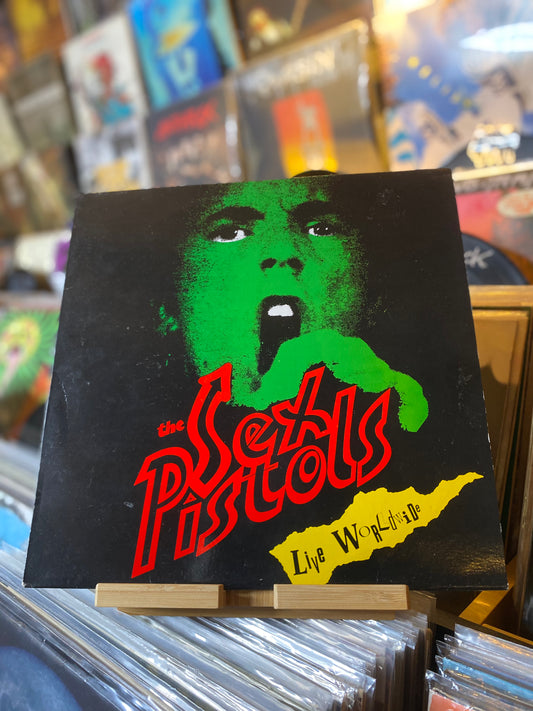 the
Sex
Pistols
Live Worldwide